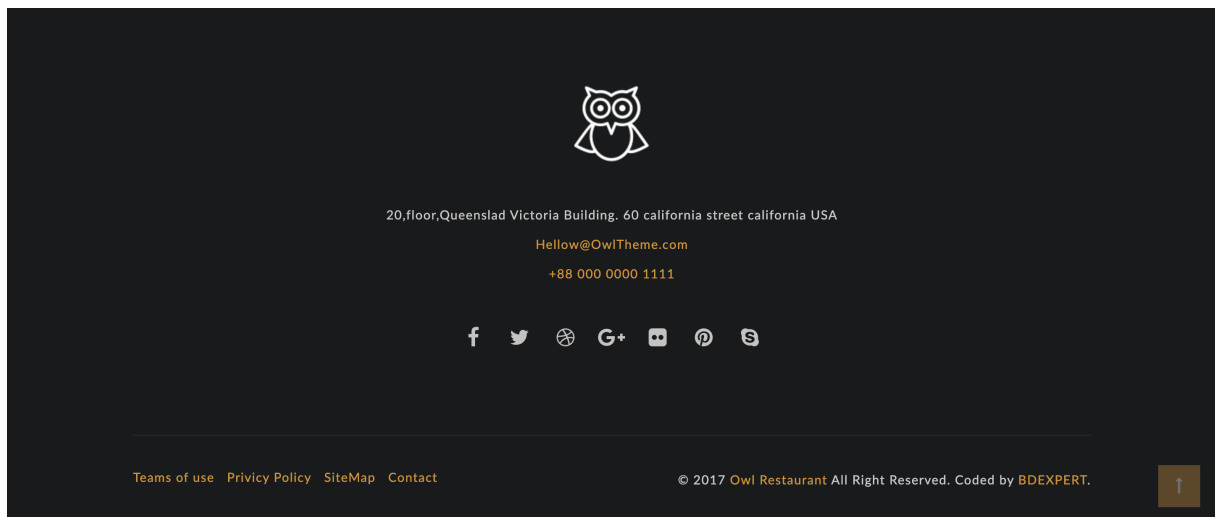 20,floor,Queenslad Victoria Building. 60 california street california USA
Hellow@OwlTheme.com
+88 000 0000 1111
Teams of use Privicy Policy SiteMap Contact
© 2017 Owl Restaurant All Right Reserved. Coded by BDEXPERT.